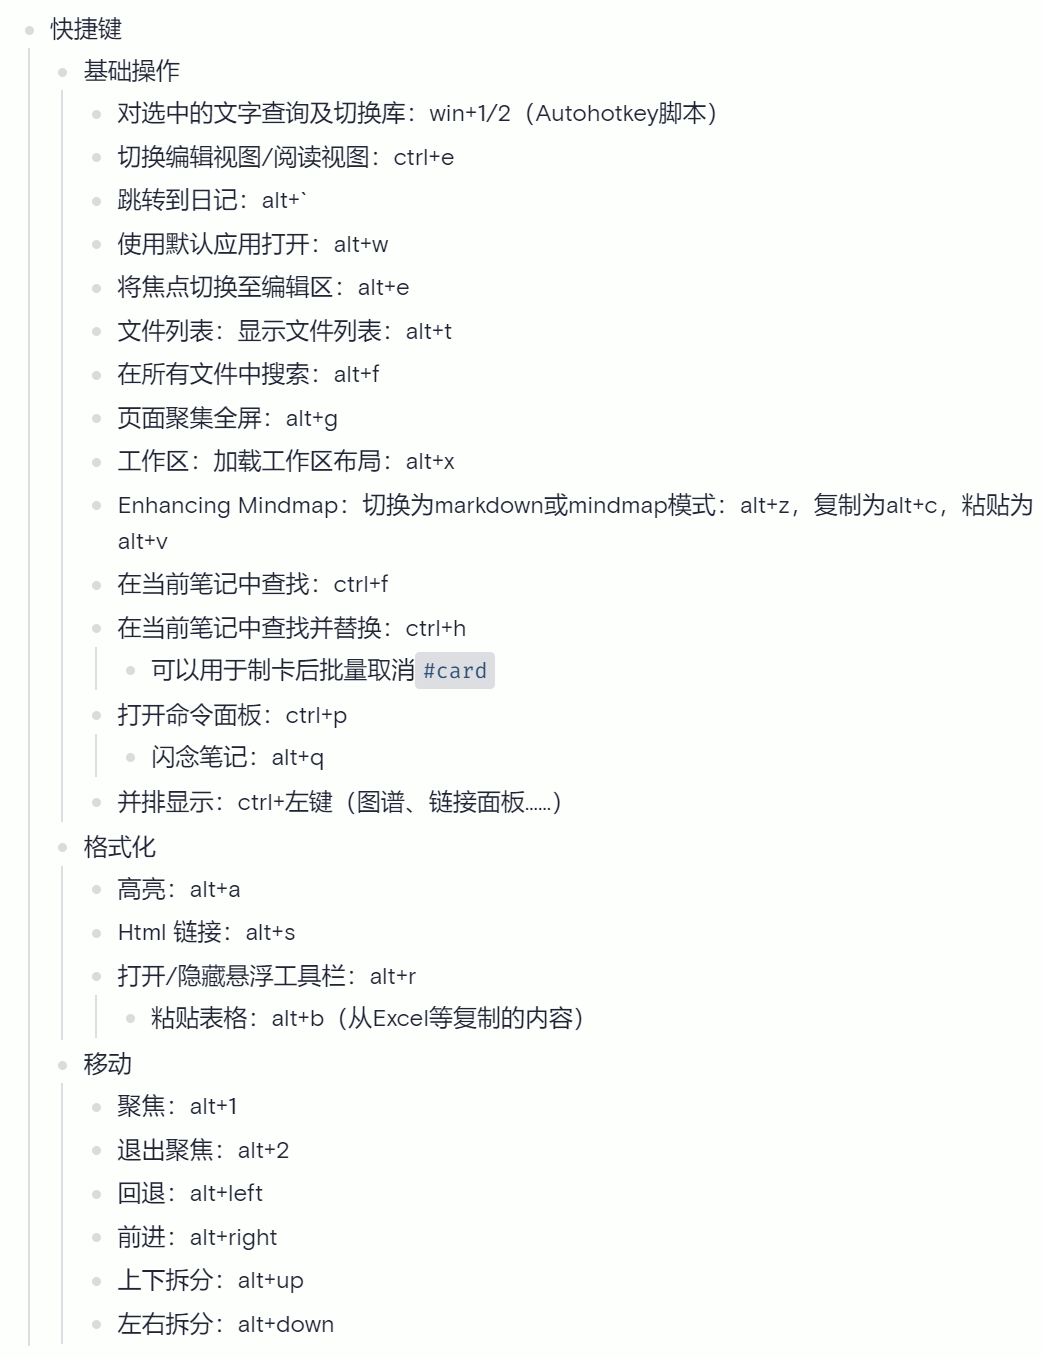 快捷键
基础操作
对选中的文字查询及切换库：win+1/2（Autohotkey脚本）
切换编辑视图/阅读视图：ctrl+e
跳转到日记：alt+`
使用默认应用打开：alt+w
将焦点切换至编辑区：alt+e
文件列表：显示文件列表：alt+t
在所有文件中搜索：alt+f
页面聚集全屏：alt+g
工作区：加载工作区布局：alt+x
Enhancing Mindmap：切换为markdown或mindmap模式：alt+z，复制为alt+c，粘贴为
alt+v
在当前笔记中查找：ctrl+f
在当前笔记中查找并替换：ctrl+h
可以用于制卡后批量取消#card
打开命令面板：ctrl+p
闪念笔记：alt+q
并排显示：ctrl+左键（图谱、链接面板……）
格式化
高亮：alt+a
Html 链接：alt+s
打开/隐藏悬浮工具栏：alt+r
粘贴表格：alt+b（从Excel等复制的内容）
移动
聚焦：alt+1
退出聚焦：alt+2
回退：alt+left
前进：alt+right
上下拆分：alt+up
左右拆分：alt+down